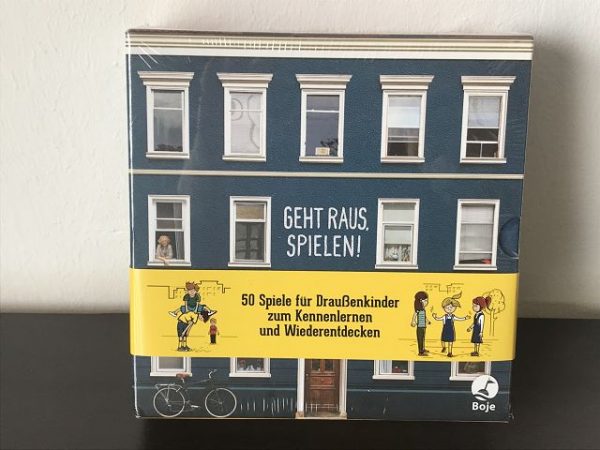 GEHT RAUS,
SPIELEN!
50 Spiele für Draußenkinder
zum Kennenlernen
und Wiederentdecken
Boje